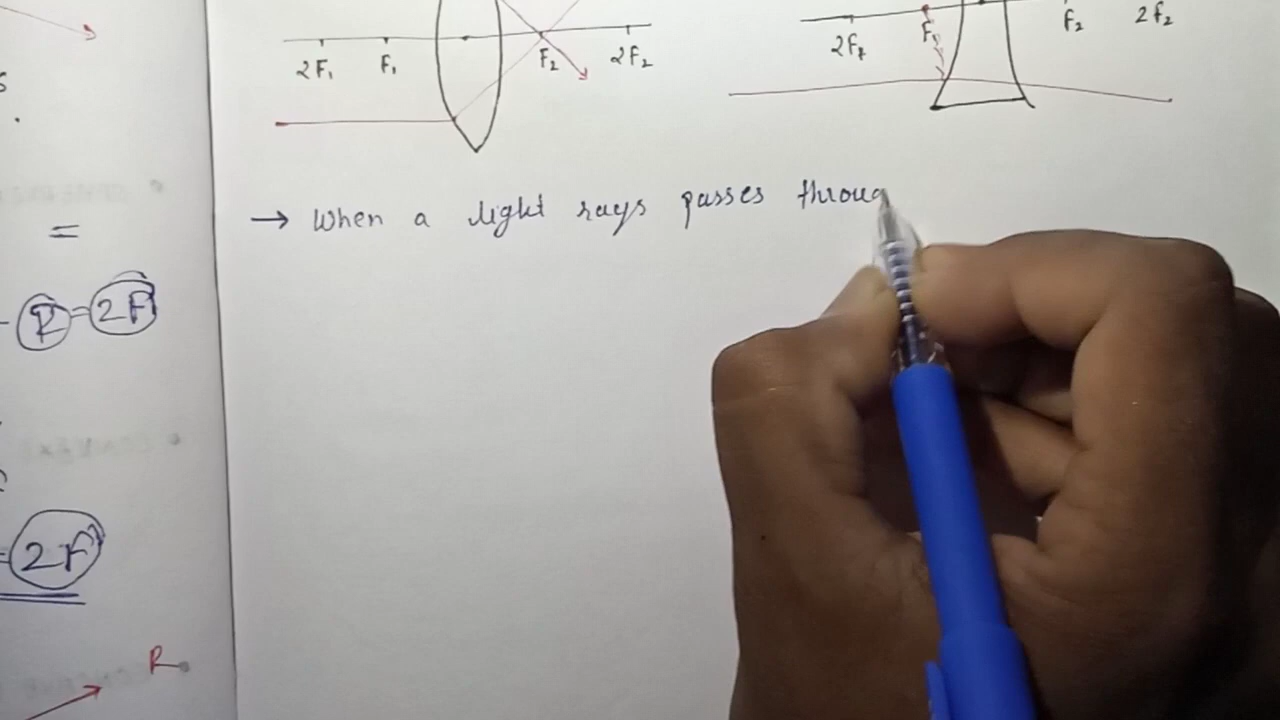 2F₁ F₁ F₂ 2F₂
2F₁ F₁ F₂ 2F₂
→ When a light rays passes throug
=
R = 2F
= 2F
R